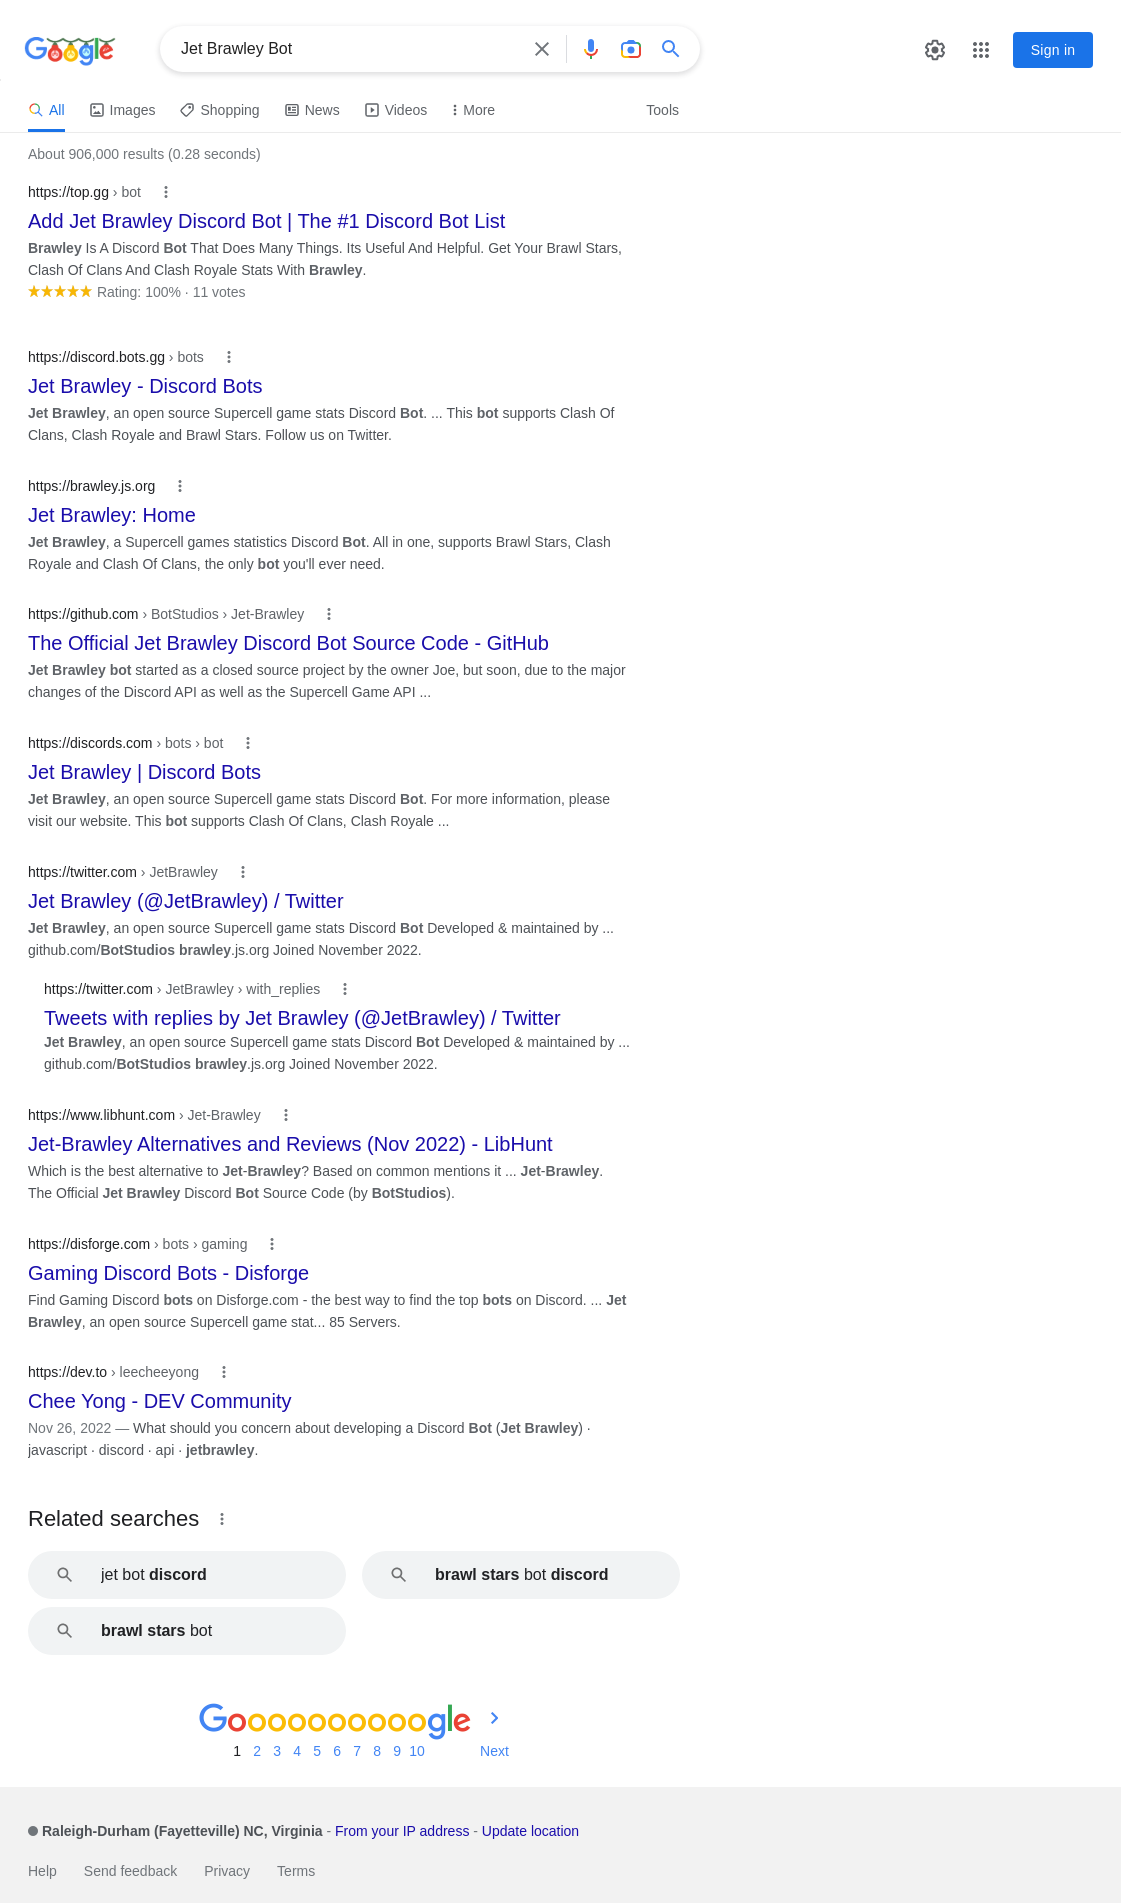 Google
Jet Brawley Bot
Sign in
All Images Shopping News Videos More Tools
About 906,000 results (0.28 seconds)
https://top.gg › bot
Add Jet Brawley Discord Bot | The #1 Discord Bot List
Brawley Is A Discord Bot That Does Many Things. Its Useful And Helpful. Get Your Brawl Stars,
Clash Of Clans And Clash Royale Stats With Brawley.
Rating: 100% · 11 votes
https://discord.bots.gg › bots
Jet Brawley - Discord Bots
Jet Brawley, an open source Supercell game stats Discord Bot. ... This bot supports Clash Of
Clans, Clash Royale and Brawl Stars. Follow us on Twitter.
https://brawley.js.org
Jet Brawley: Home
Jet Brawley, a Supercell games statistics Discord Bot. All in one, supports Brawl Stars, Clash
Royale and Clash Of Clans, the only bot you'll ever need.
https://github.com › BotStudios › Jet-Brawley
The Official Jet Brawley Discord Bot Source Code - GitHub
Jet Brawley bot started as a closed source project by the owner Joe, but soon, due to the major
changes of the Discord API as well as the Supercell Game API ...
https://discords.com › bots › bot
Jet Brawley | Discord Bots
Jet Brawley, an open source Supercell game stats Discord Bot. For more information, please
visit our website. This bot supports Clash Of Clans, Clash Royale ...
https://twitter.com › JetBrawley
Jet Brawley (@JetBrawley) / Twitter
Jet Brawley, an open source Supercell game stats Discord Bot Developed & maintained by ...
github.com/BotStudios brawley.js.org Joined November 2022.
https://twitter.com › JetBrawley › with_replies
Tweets with replies by Jet Brawley (@JetBrawley) / Twitter
Jet Brawley, an open source Supercell game stats Discord Bot Developed & maintained by ...
github.com/BotStudios brawley.js.org Joined November 2022.
https://www.libhunt.com › Jet-Brawley
Jet-Brawley Alternatives and Reviews (Nov 2022) - LibHunt
Which is the best alternative to Jet-Brawley? Based on common mentions it ... Jet-Brawley.
The Official Jet Brawley Discord Bot Source Code (by BotStudios).
https://disforge.com › bots › gaming
Gaming Discord Bots - Disforge
Find Gaming Discord bots on Disforge.com - the best way to find the top bots on Discord. ... Jet
Brawley, an open source Supercell game stat... 85 Servers.
https://dev.to › leecheeyong
Chee Yong - DEV Community
Nov 26, 2022 — What should you concern about developing a Discord Bot (Jet Brawley) ·
javascript · discord · api · jetbrawley.
Related searches
jet bot discord
brawl stars bot discord
brawl stars bot
Goooooooooogle
1 2 3 4 5 6 7 8 9 10 Next
Raleigh-Durham (Fayetteville) NC, Virginia - From your IP address - Update location
Help Send feedback Privacy Terms